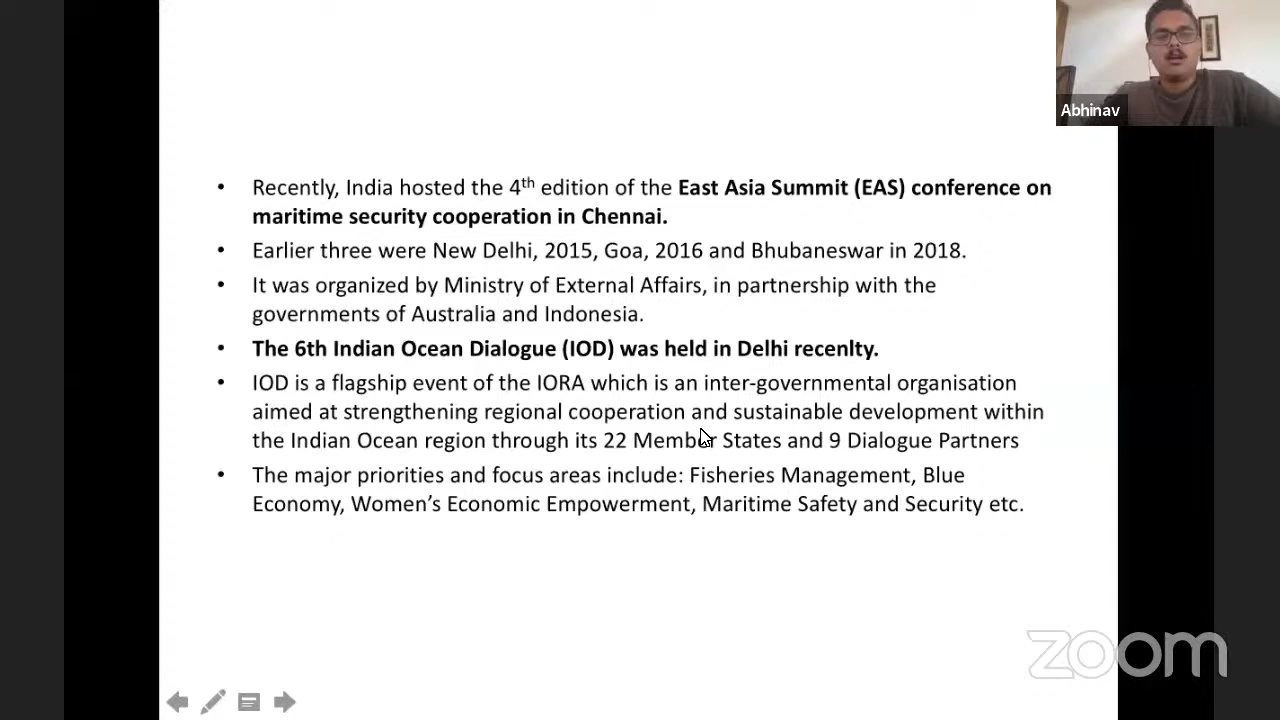 Abhinav
• Recently, India hosted the 4th edition of the East Asia Summit (EAS) conference on
maritime security cooperation in Chennai.
• Earlier three were New Delhi, 2015, Goa, 2016 and Bhubaneswar in 2018.
• It was organized by Ministry of External Affairs, in partnership with the
governments of Australia and Indonesia.
• The 6th Indian Ocean Dialogue (IOD) was held in Delhi recenlty.
• IOD is a flagship event of the IORA which is an inter-governmental organisation
aimed at strengthening regional cooperation and sustainable development within
the Indian Ocean region through its 22 Member States and 9 Dialogue Partners
• The major priorities and focus areas include: Fisheries Management, Blue
Economy, Women’s Economic Empowerment, Maritime Safety and Security etc.
zoom